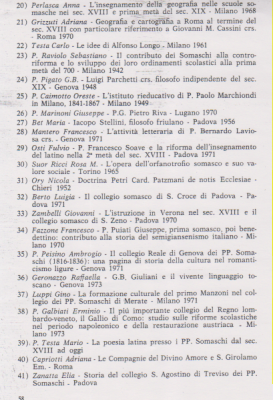 20) Perlasca Anna - L'insegnamento della geografia nelle scuole somasche nei sec. XVIII e prima metà del sec. XIX - Milano 1968
21) Grizzuti Adriana - Geografia e cartografia a Roma al termine del sec. XVIII con particolare riferimento a Giovanni M. Cassini crs. - Roma 1970
22) Testa Carlo - Le idee di Alfonso Longo - Milano 1961
23) P. Raviolo Sebastiano - Il contributo dei Somaschi alla controriforma e lo sviluppo dei loro ordinamenti scolastici alla prima metà del 700 - Milano 1942
24) P. Pigato G.B. - Luigi Parchetti crs. filosofo indipendente del sec. XIX - Genova 1948
25) P. Caimotto Oreste - L'istituto rieducativo di P. Paolo Marchiondi in Milano, 1841-1867 - Milano 1949
26) P. Marinoni Giuseppe - P.G. Pietro Riva - Lugano 1970
27) Bet Maria - Iacopo Stellini, filosofo friulano - Padova 1956
28) Mantero Francesco - L'attività letteraria di P. Bernardo Laviosa crs. - Genova 1971
29) Osti Fulvio - P. Francesco Soave e la riforma dell'insegnamento del latino nella 2ª metà del sec. XVIII - Padova 1971
30) Suor Ricci Rosa M. - L'opera dell'orfanotrofio somasco e suo valore sociale - Torino 1965
31) Ory Nicola - Doctrina Petri Card. Patzmani de notis Ecclesiae - Chieri 1952
32) Berto Luigia - Il collegio somasco di S. Croce di Padova - Padova 1971
33) Zambelli Giovanni - L'istruzione in Verona nel sec. XVIII e il collegio somasco di S. Zeno - Padova 1970
34) Fazzone Francesco - P. Puiati Giuseppe, prima somasco, poi benedettino: contributo alla storia del semigiansenismo italiano - Milano 1970
35) P. Peisino Ambrogio - Il collegio Reale di Genova dei PP. Somaschi (1816-1836): una pagina di storia della cultura nel romanticismo ligure - Genova 1971
36) Geronazzo Raffaella - G.B. Giuliani e il vivente linguaggio toscano - Genova 1973
37) Luppi Gino - La formazione culturale del primo Manzoni nel collegio dei PP. Somaschi di Merate - Milano 1971
38) P. Galbiati Erminio - Il più importante collegio del Regno lombardo-veneto, il Gallio di Como: studio sulle riforme scolastiche nel periodo napoleonico e della restaurazione austriaca - Milano 1973
39) P. Testa Mario - La poesia latina presso i PP. Somaschi dal sec. XVIII ad oggi
40) Capriotti Adriana - Le Compagnie del Divino Amore e S. Girolamo Em. - Roma
41) Zanatta Elia - Storia del collegio S. Agostino di Treviso dei PP. Somaschi - Padova
58